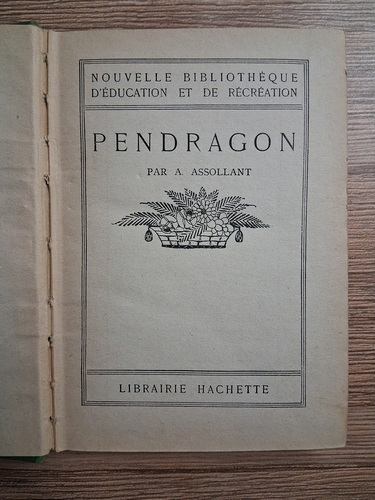 NOUVELLE BIBLIOTHÈQUE
D'ÉDUCATION ET DE RÉCRÉATION
PENDRAGON
PAR A. ASSOLLANT
LIBRAIRIE HACHETTE